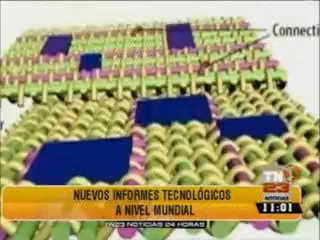 Connecti
NUEVOS INFORMES TECNOLÓGICOS
A NIVEL MUNDIAL
TN
23
NOTICIAS
11:01
TN23 NOTICIAS 24 HORAS